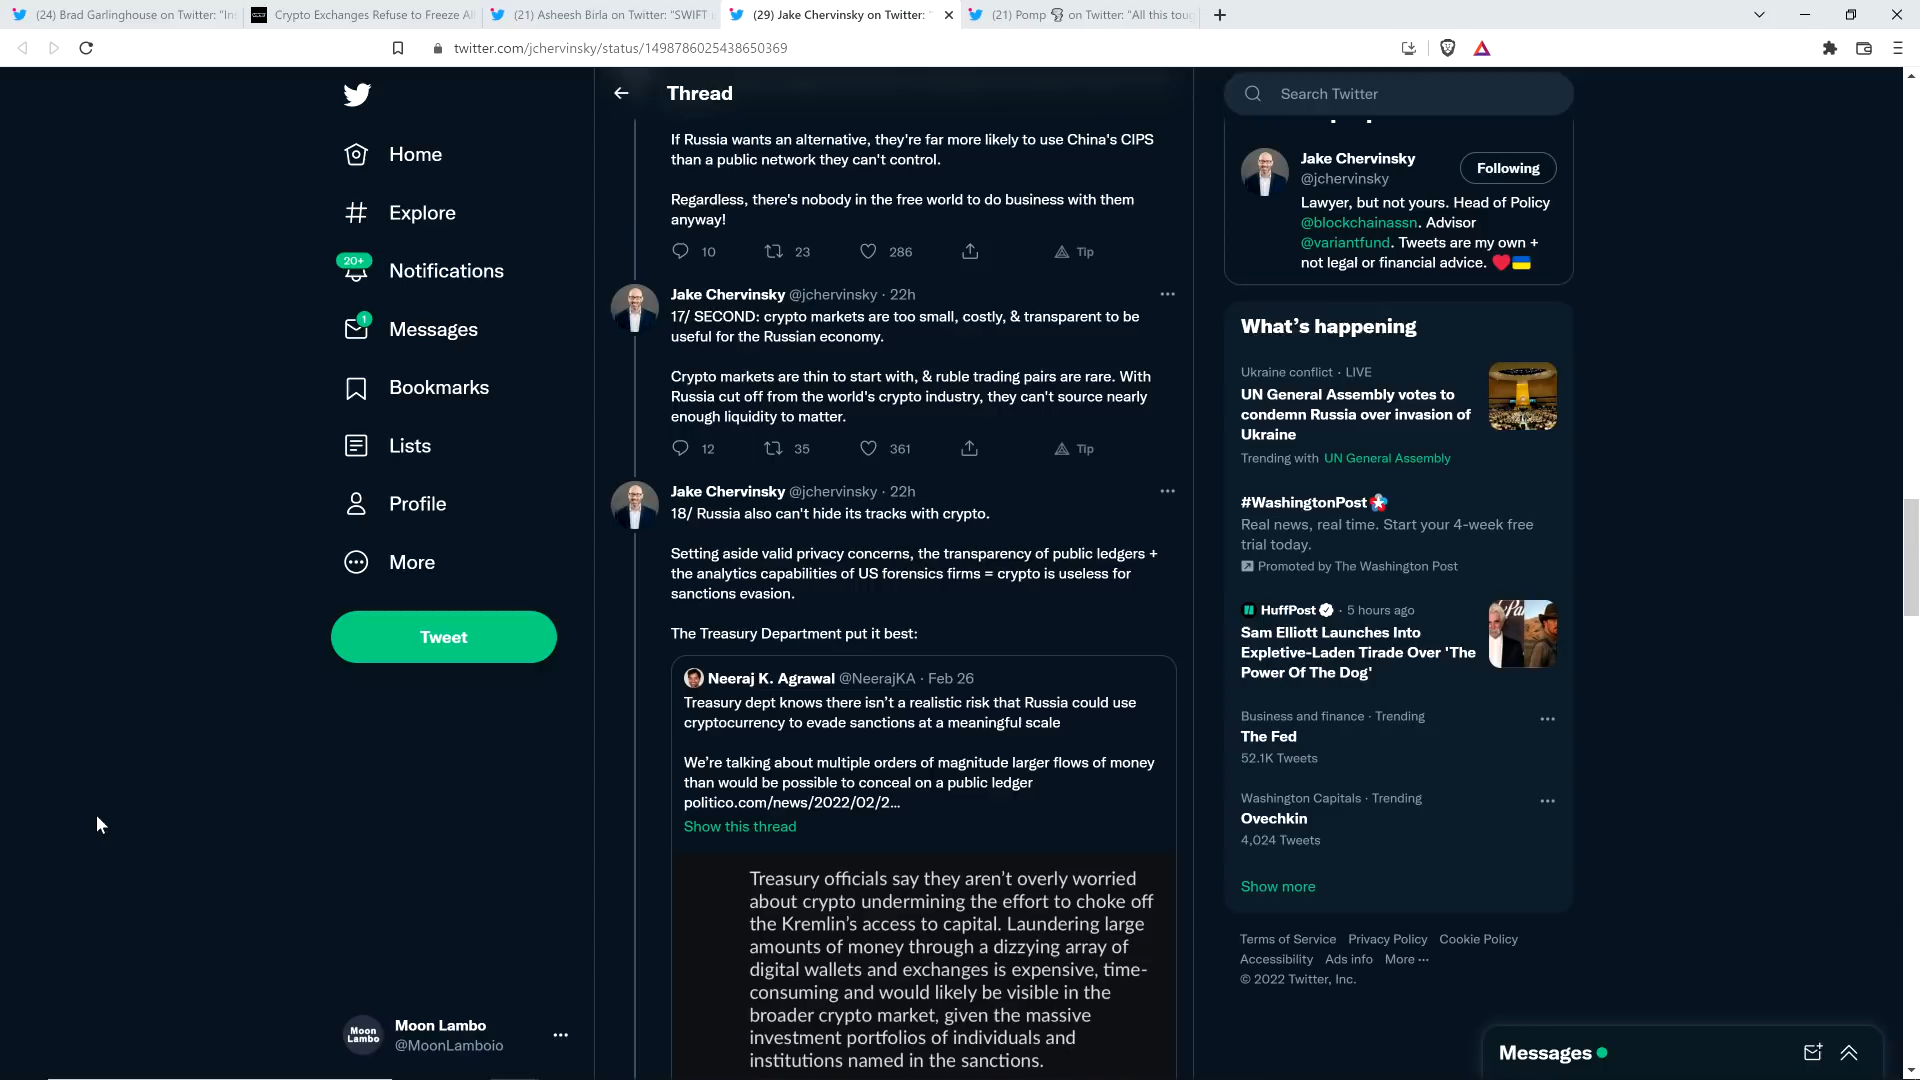 (24) Brad Garlinghouse on Twitter: "In
Crypto Exchanges Refuse to Freeze Al
(21) Asheesh Birla on Twitter: "SWIFT i
(29) Jake Chervinsky on Twitter: "
(21) Pomp 🌪 on Twitter: "All this toug
twitter.com/jchervinsky/status/1498786025438650369
Home
Explore
20+
Notifications
1
Messages
Bookmarks
Lists
Profile
More
Tweet
Moon Lambo
Moon Lambo
@MoonLamboio
Thread
If Russia wants an alternative, they're far more likely to use China's CIPS
than a public network they can't control.
Regardless, there's nobody in the free world to do business with them
anyway!
10 23 286 Tip
Jake Chervinsky @jchervinsky · 22h
17/ SECOND: crypto markets are too small, costly, & transparent to be
useful for the Russian economy.
Crypto markets are thin to start with, & ruble trading pairs are rare. With
Russia cut off from the world's crypto industry, they can't source nearly
enough liquidity to matter.
12 35 361 Tip
Jake Chervinsky @jchervinsky · 22h
18/ Russia also can't hide its tracks with crypto.
Setting aside valid privacy concerns, the transparency of public ledgers +
the analytics capabilities of US forensics firms = crypto is useless for
sanctions evasion.
The Treasury Department put it best:
Neeraj K. Agrawal @NeerajKA · Feb 26
Treasury dept knows there isn't a realistic risk that Russia could use
cryptocurrency to evade sanctions at a meaningful scale
We're talking about multiple orders of magnitude larger flows of money
than would be possible to conceal on a public ledger
politico.com/news/2022/02/2...
Show this thread
Treasury officials say they aren't overly worried
about crypto undermining the effort to choke off
the Kremlin's access to capital. Laundering large
amounts of money through a dizzying array of
digital wallets and exchanges is expensive, time-
consuming and would likely be visible in the
broader crypto market, given the massive
investment portfolios of individuals and
institutions named in the sanctions.
Search Twitter
Jake Chervinsky
@jchervinsky
Following
Lawyer, but not yours. Head of Policy
@blockchainassn. Advisor
@variantfund. Tweets are my own +
not legal or financial advice. ❤️🇺🇦
What's happening
Ukraine conflict · LIVE
UN General Assembly votes to
condemn Russia over invasion of
Ukraine
Trending with UN General Assembly
#WashingtonPost
Real news, real time. Start your 4-week free
trial today.
Promoted by The Washington Post
HuffPost · 5 hours ago
Sam Elliott Launches Into
Expletive-Laden Tirade Over 'The
Power Of The Dog'
Business and finance · Trending
The Fed
52.1K Tweets
Washington Capitals · Trending
Ovechkin
4,024 Tweets
Show more
Terms of Service Privacy Policy Cookie Policy
Accessibility Ads info More ···
© 2022 Twitter, Inc.
Messages